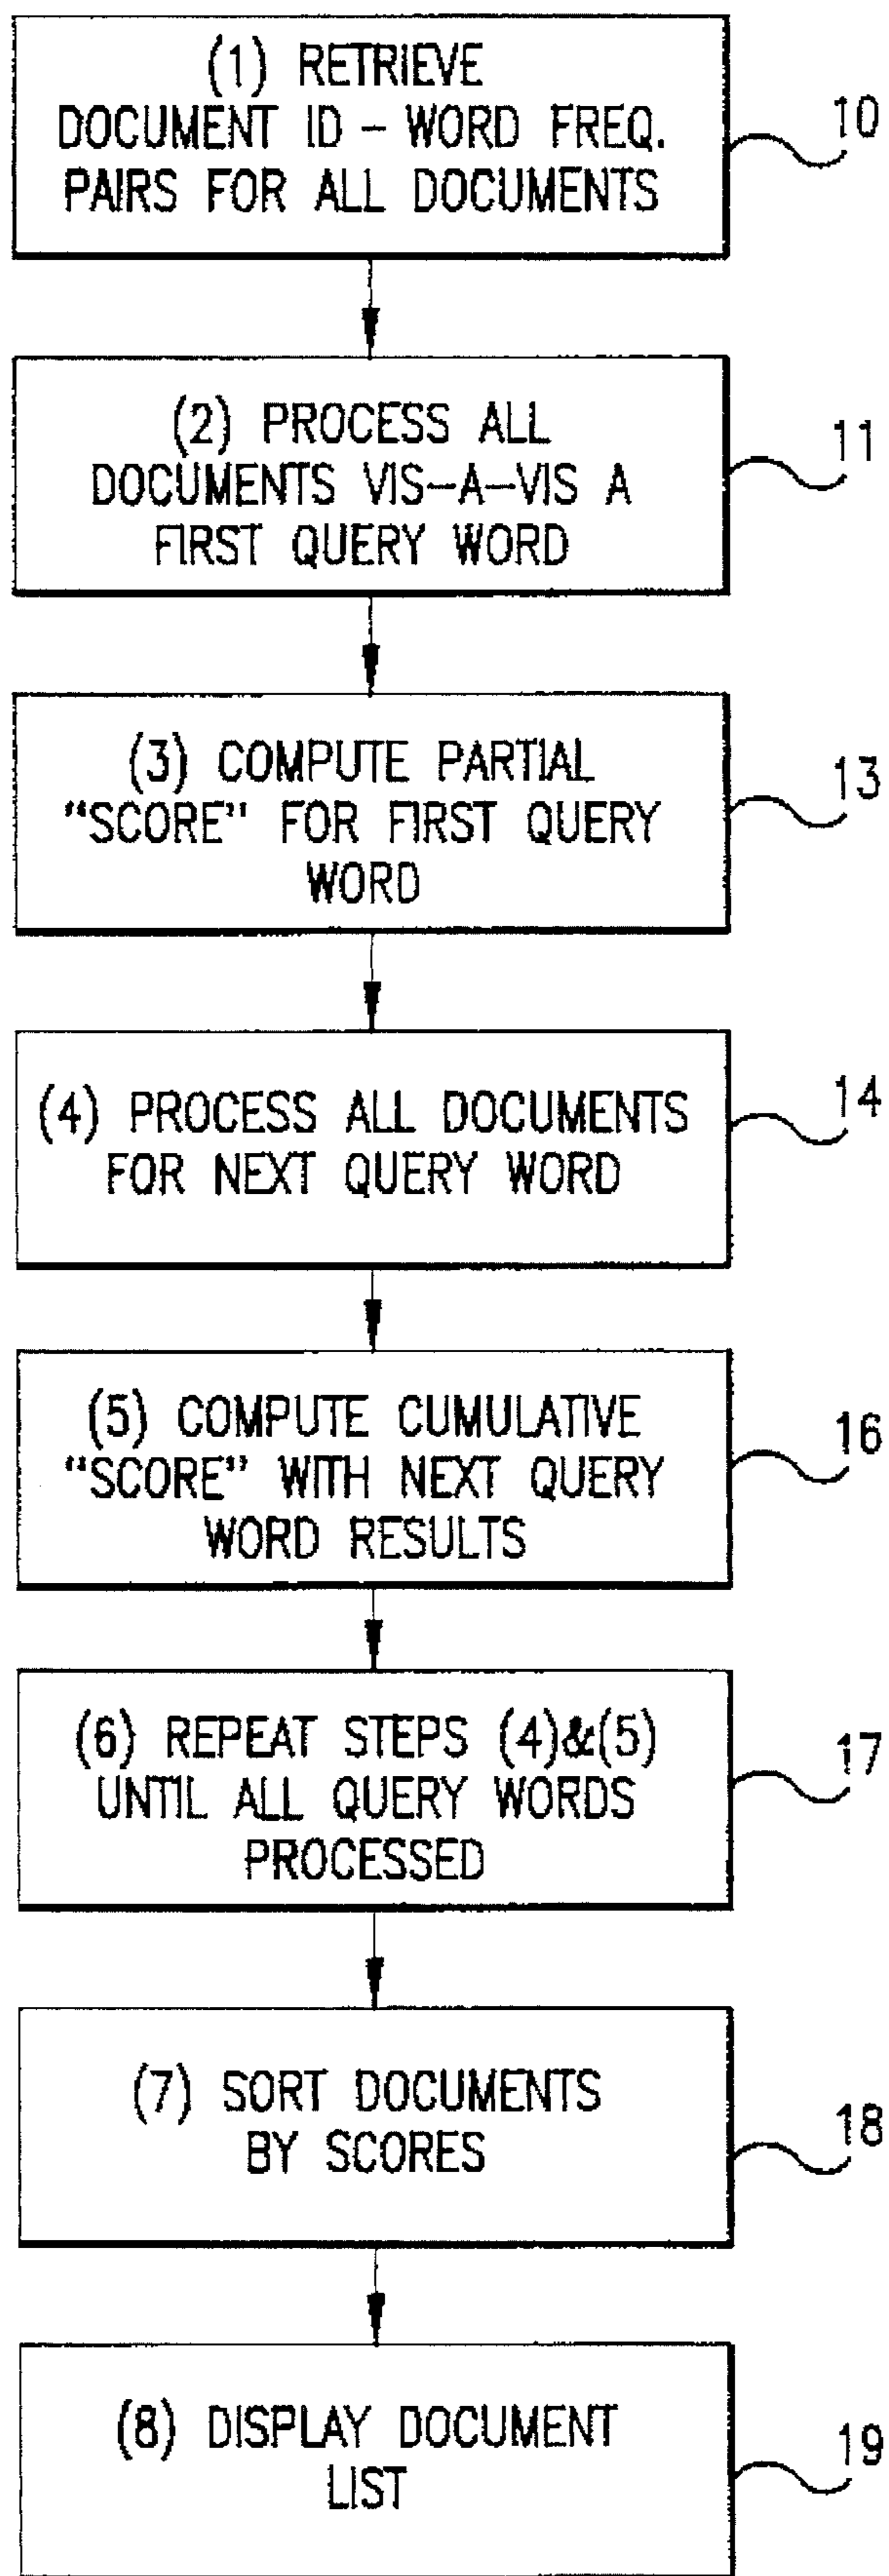 (1) RETRIEVE
DOCUMENT ID – WORD FREQ.
PAIRS FOR ALL DOCUMENTS
10
(2) PROCESS ALL
DOCUMENTS VIS–A–VIS A
FIRST QUERY WORD
11
(3) COMPUTE PARTIAL
"SCORE" FOR FIRST QUERY
WORD
13
(4) PROCESS ALL DOCUMENTS
FOR NEXT QUERY WORD
14
(5) COMPUTE CUMULATIVE
"SCORE" WITH NEXT QUERY
WORD RESULTS
16
(6) REPEAT STEPS (4)&(5)
UNTIL ALL QUERY WORDS
PROCESSED
17
(7) SORT DOCUMENTS
BY SCORES
18
(8) DISPLAY DOCUMENT
LIST
19